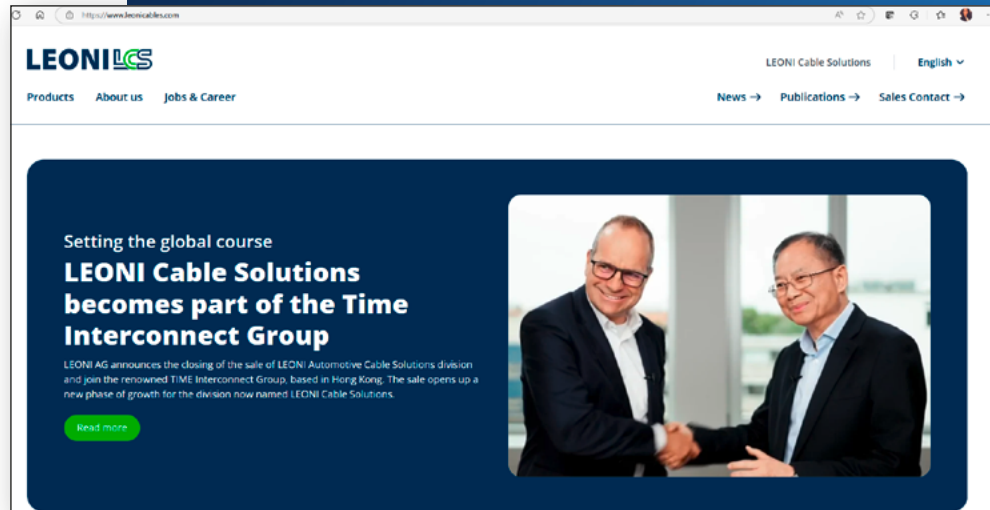 https://www.leonicables.com
LEONI LCS
LEONI Cable Solutions
English
Products
About us
Jobs & Career
News →
Publications →
Sales Contact →
Setting the global course
LEONI Cable Solutions
becomes part of the Time
Interconnect Group
LEONI AG announces the closing of the sale of LEONI Automotive Cable Solutions division
and join the renowned TIME Interconnect Group, based in Hong Kong. The sale opens up a
new phase of growth for the division now named LEONI Cable Solutions.
Read more